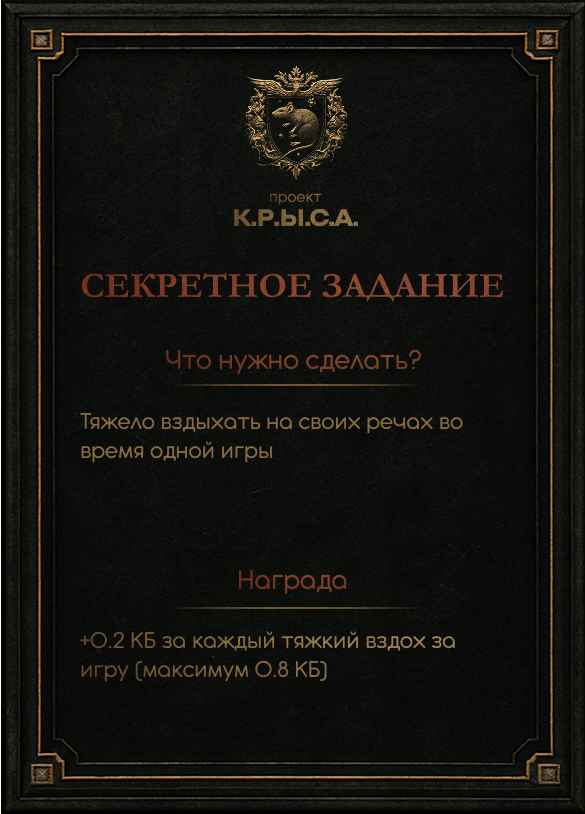 проект
К.Р.Ы.С.А.
СЕКРЕТНОЕ ЗАДАНИЕ
Что нужно сделать?
Тяжело вздыхать на своих речах во
время одной игры
Награда
+0.2 КБ за каждый тяжкий вздох за
игру (максимум 0.8 КБ)